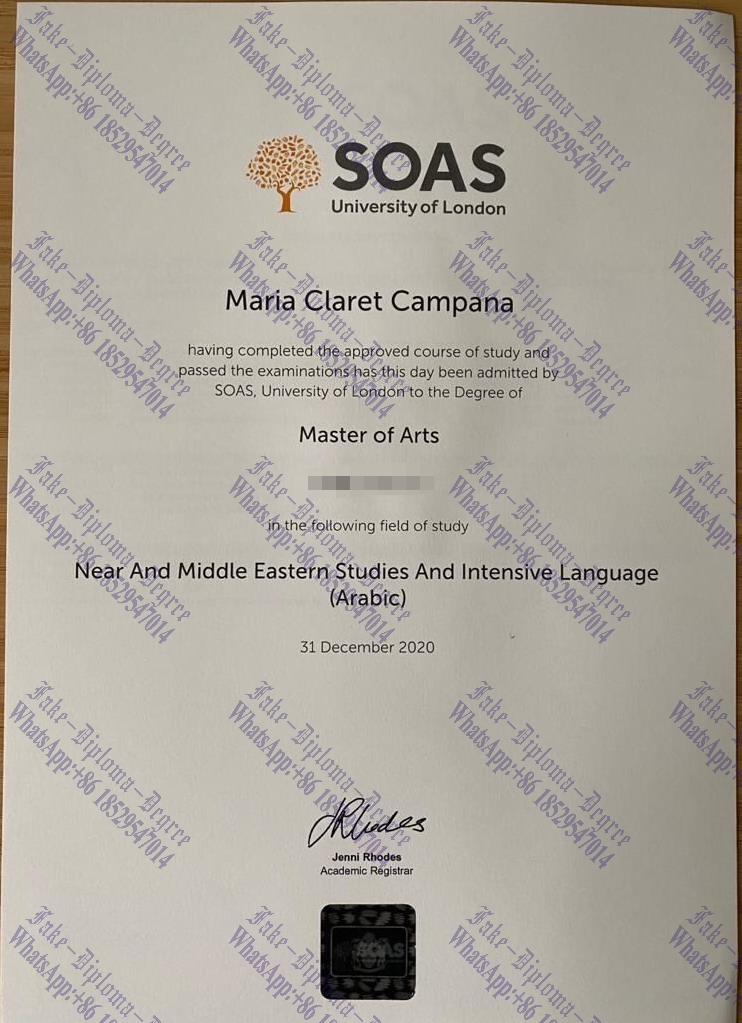 SOAS
University of London
Maria Claret Campana
having completed the approved course of study and
passed the examinations has this day been admitted by
SOAS, University of London to the Degree of
Master of Arts
in the following field of study
Near And Middle Eastern Studies And Intensive Language
(Arabic)
31 December 2020
JRhodes
Jenni Rhodes
Academic Registrar
SOAS
Fake-Diploma-Degree
WhatsApp:+86 18529547014